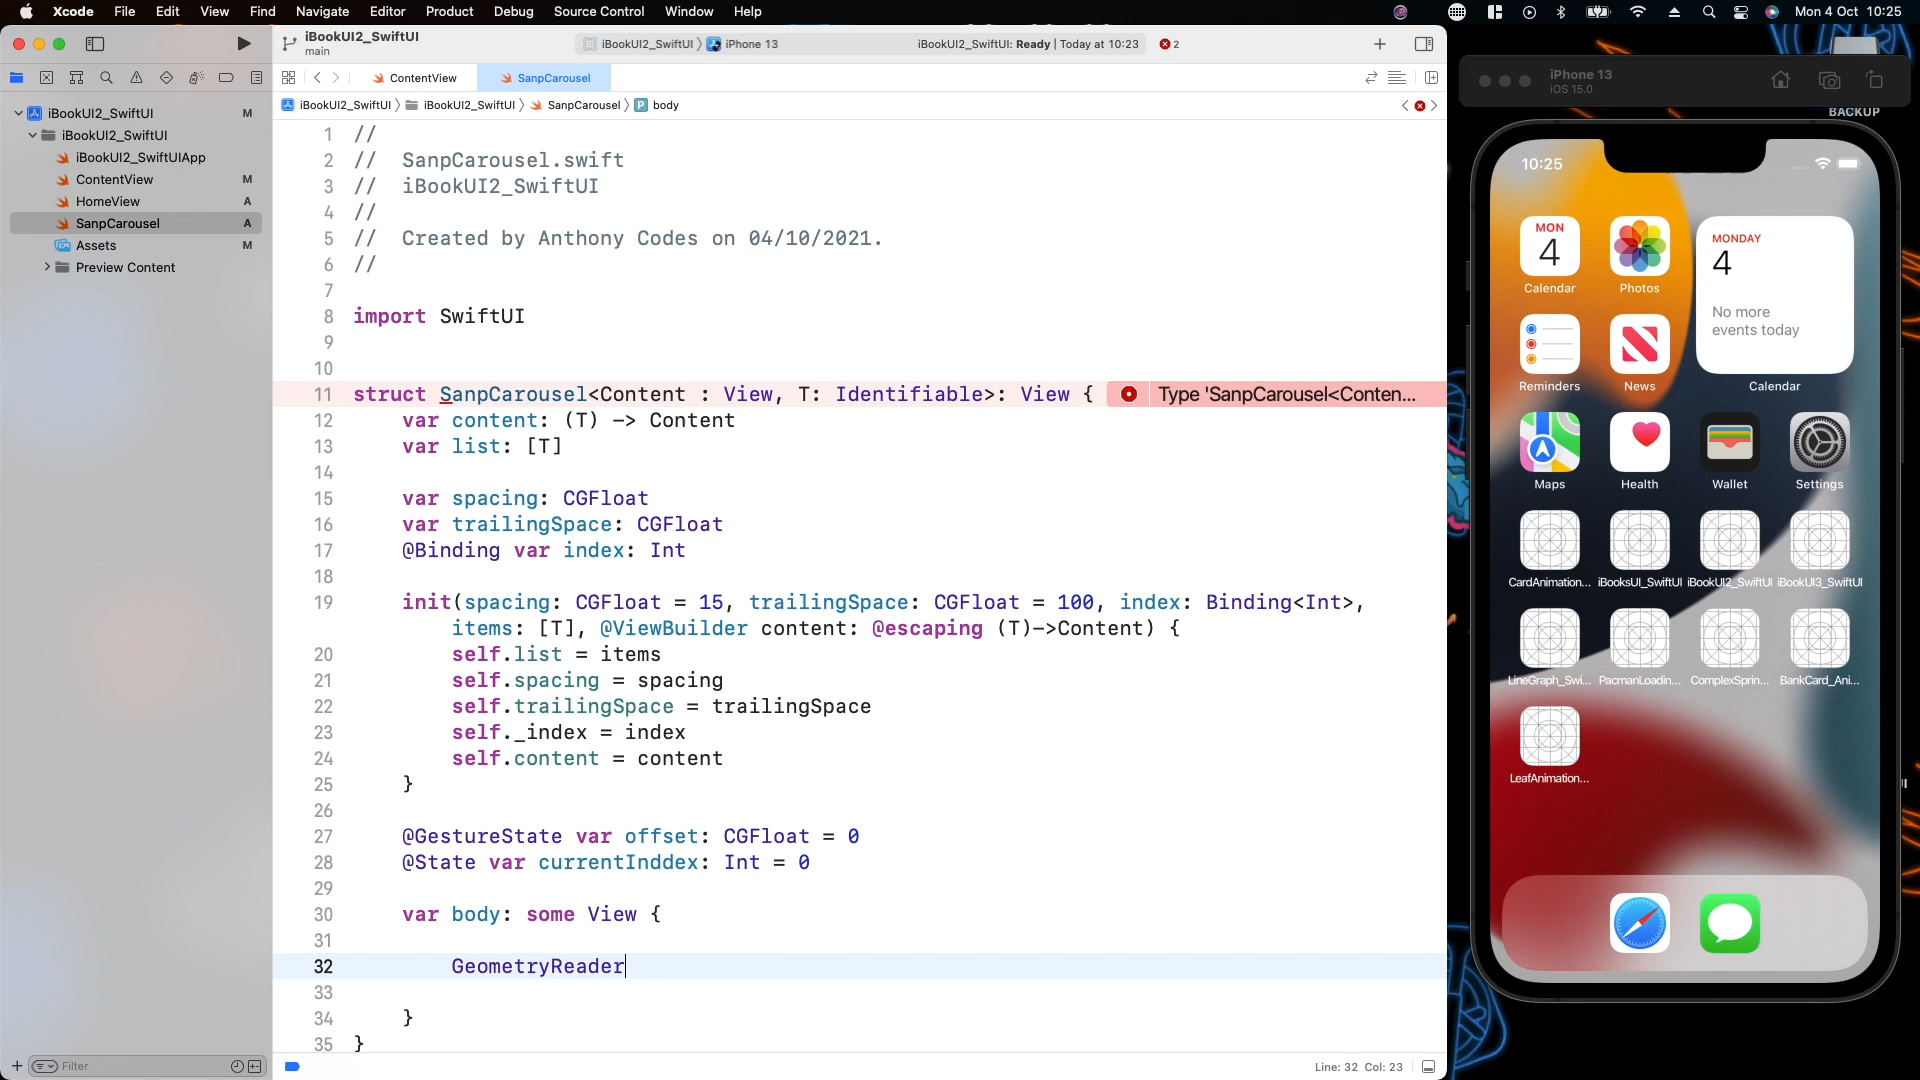 Xcode File Edit View Find Navigate Editor Product Debug Source Control Window Help
Mon 4 Oct 10:25
iBookUI2_SwiftUI
main
iBookUI2_SwiftUI
iPhone 13
iBookUI2_SwiftUI: Ready | Today at 10:23
2
ContentView
SanpCarousel
iBookUI2_SwiftUI
iBookUI2_SwiftUI
SanpCarousel
P body
iBookUI2_SwiftUI M
iBookUI2_SwiftUI
iBookUI2_SwiftUIApp
ContentView M
HomeView A
SanpCarousel A
Assets M
Preview Content
Filter
1 //
2 // SanpCarousel.swift
3 // iBookUI2_SwiftUI
4 //
5 // Created by Anthony Codes on 04/10/2021.
6 //
7
8 import SwiftUI
9
10
11 struct SanpCarousel<Content : View, T: Identifiable>: View {
Type 'SanpCarousel<Conten...
12 var content: (T) -> Content
13 var list: [T]
14
15 var spacing: CGFloat
16 var trailingSpace: CGFloat
17 @Binding var index: Int
18
19 init(spacing: CGFloat = 15, trailingSpace: CGFloat = 100, index: Binding<Int>,
items: [T], @ViewBuilder content: @escaping (T)->Content) {
20 self.list = items
21 self.spacing = spacing
22 self.trailingSpace = trailingSpace
23 self._index = index
24 self.content = content
25 }
26
27 @GestureState var offset: CGFloat = 0
28 @State var currentInddex: Int = 0
29
30 var body: some View {
31
32 GeometryReader
33
34 }
35 }
Line: 32 Col: 23
iPhone 13
iOS 15.0
BACKUP
10:25
MON
4
Calendar
Photos
MONDAY
4
No more
events today
Reminders
News
Calendar
Maps
Health
Wallet
Settings
CardAnimation...
iBooksUI_SwiftUI
iBookUI2_SwiftUI
iBookUI3_SwiftUI
LineGraph_Swi...
PacmanLoadin...
ComplexSprin...
BankCard_Ani...
LeafAnimation...